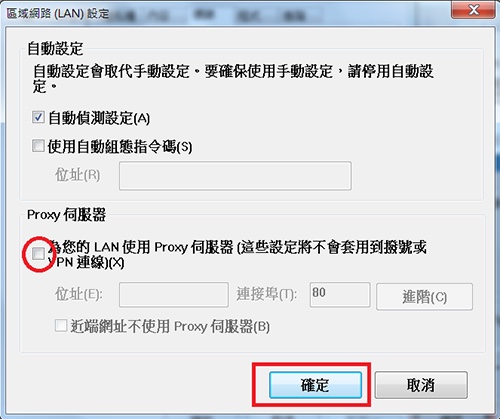 區域網路 (LAN) 設定
自動設定
自動設定會取代手動設定。要確保使用手動設定，請停用自動設
定。
自動偵測設定(A)
使用自動組態指令碼(S)
位址(R)
Proxy 伺服器
為您的 LAN 使用 Proxy 伺服器 (這些設定將不會套用到撥號或
VPN 連線)(X)
位址(E): 連接埠(T): 80 進階(C)
近端網址不使用 Proxy 伺服器(B)
確定 取消